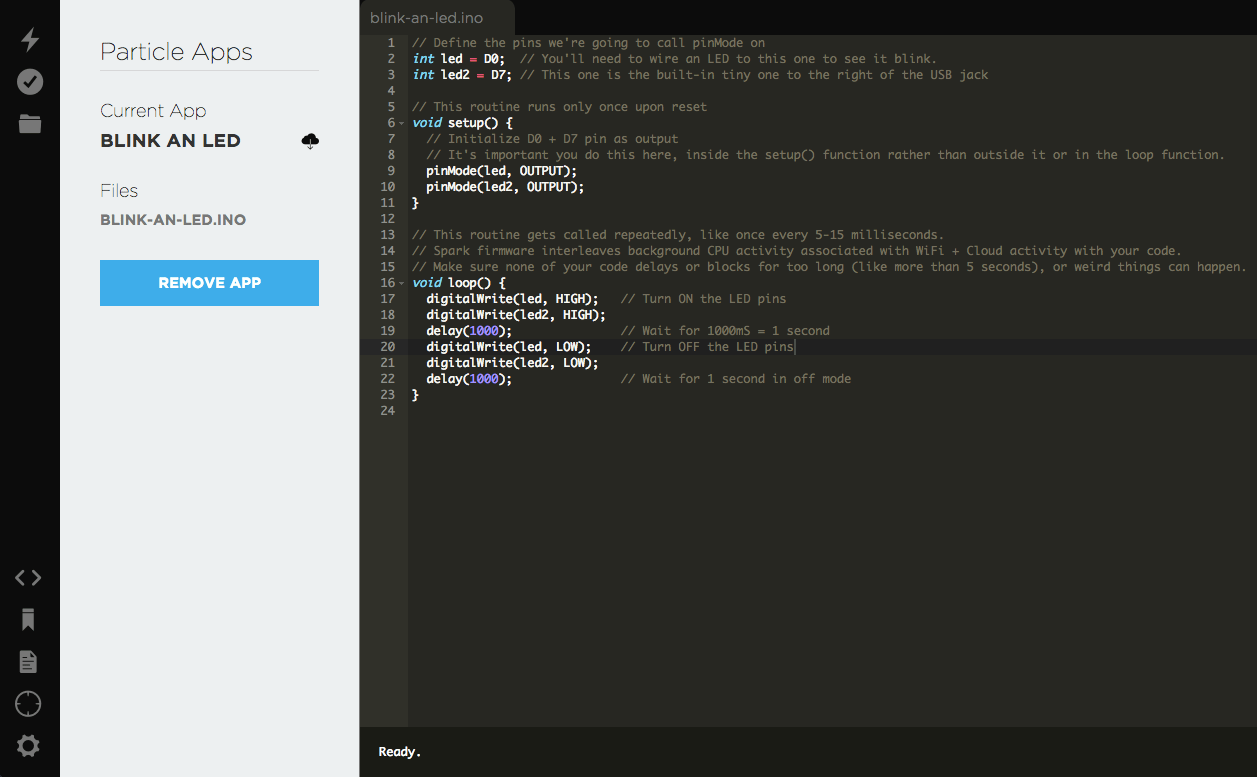 Particle Apps
Current App
BLINK AN LED
Files
BLINK-AN-LED.INO
REMOVE APP
blink-an-led.ino
1 // Define the pins we're going to call pinMode on
2 int led = D0;  // You'll need to wire an LED to this one to see it blink.
3 int led2 = D7; // This one is the built-in tiny one to the right of the USB jack
4
5 // This routine runs only once upon reset
6 void setup() {
7   // Initialize D0 + D7 pin as output
8   // It's important you do this here, inside the setup() function rather than outside it or in the loop function.
9   pinMode(led, OUTPUT);
10   pinMode(led2, OUTPUT);
11 }
12
13 // This routine gets called repeatedly, like once every 5-15 milliseconds.
14 // Spark firmware interleaves background CPU activity associated with WiFi + Cloud activity with your code.
15 // Make sure none of your code delays or blocks for too long (like more than 5 seconds), or weird things can happen.
16 void loop() {
17   digitalWrite(led, HIGH);   // Turn ON the LED pins
18   digitalWrite(led2, HIGH);
19   delay(1000);               // Wait for 1000mS = 1 second
20   digitalWrite(led, LOW);    // Turn OFF the LED pins
21   digitalWrite(led2, LOW);
22   delay(1000);               // Wait for 1 second in off mode
23 }
24
Ready.